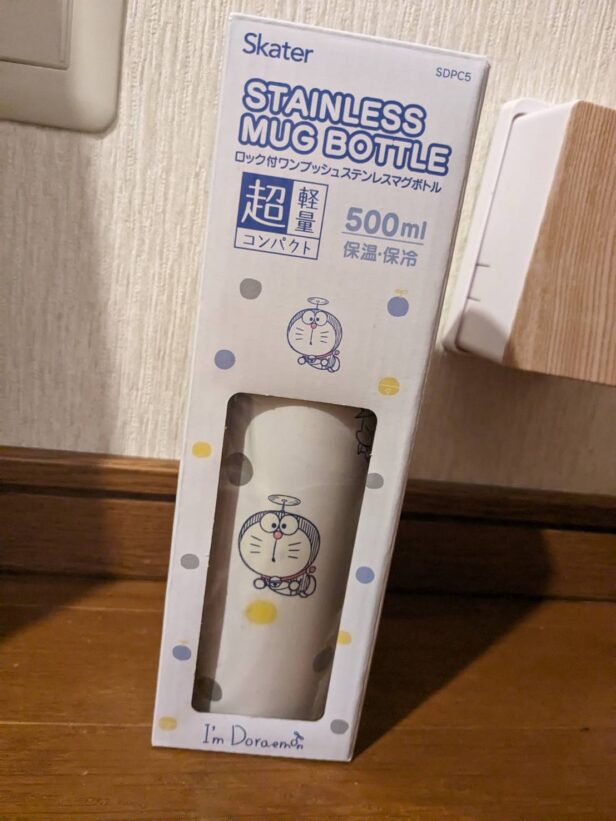 Skater
SDPC5
STAINLESS
MUG BOTTLE
ロック付ワンプッシュステンレスマグボトル
超軽量
コンパクト
500ml
保温・保冷
I'm Doraemon